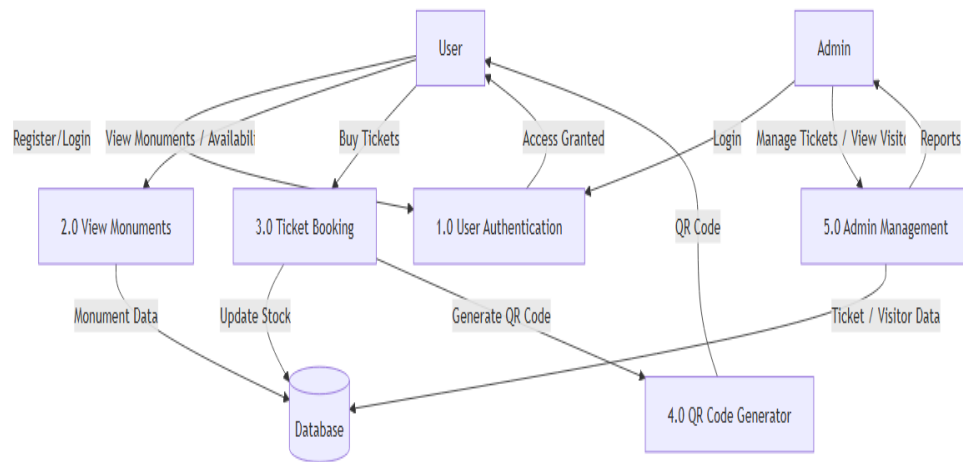 User
Admin
Register/Login
View Monuments / Availabili
Buy Tickets
Access Granted
Login
Manage Tickets / View Visito
Reports
2.0 View Monuments
3.0 Ticket Booking
1.0 User Authentication
QR Code
5.0 Admin Management
Monument Data
Update Stock
Generate QR Code
Ticket / Visitor Data
Database
4.0 QR Code Generator